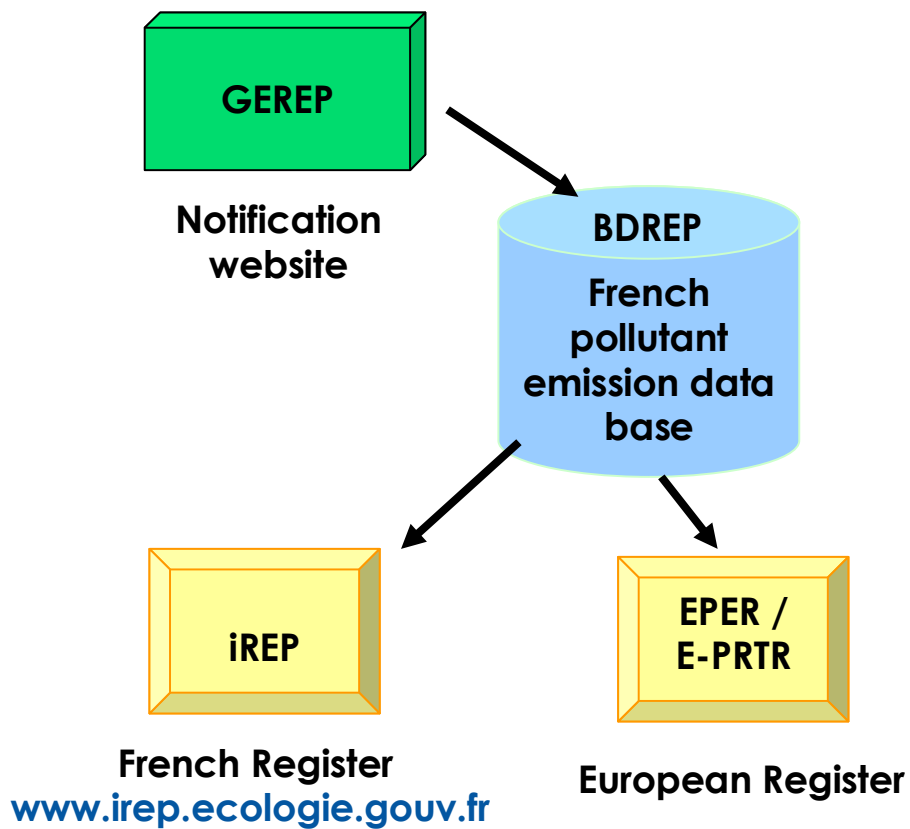 GEREP
Notification
website
BDREP
French
pollutant
emission data
base
iREP
EPER /
E-PRTR
French Register
www.irep.ecologie.gouv.fr
European Register